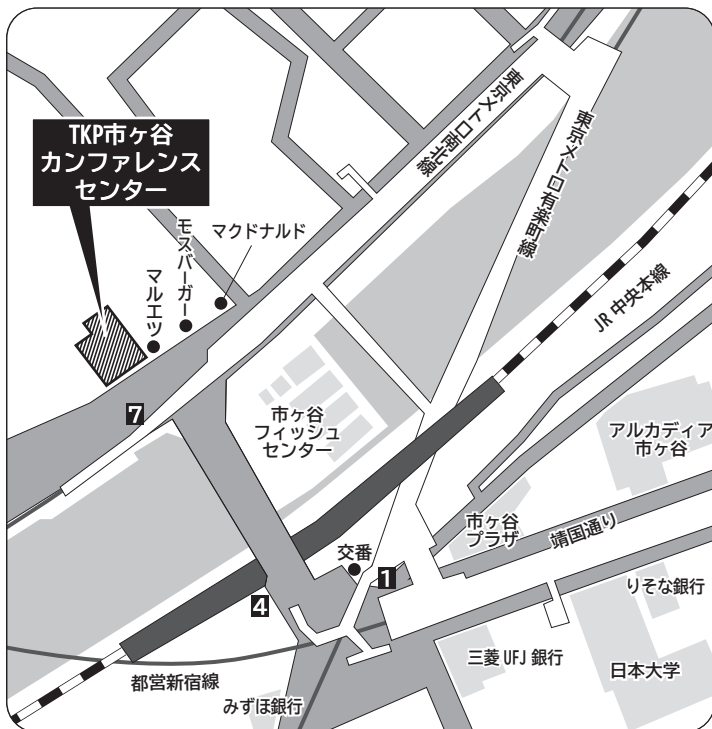 TKP市ヶ谷
カンファレンス
センター
モスバーガー
マクドナルド
マルエツ
東京メトロ南北線
東京メトロ有楽町線
JR 中央本線
7
市ヶ谷
フィッシュ
センター
アルカディア
市ヶ谷
市ヶ谷
プラザ
靖国通り
交番
1
4
りそな銀行
三菱 UFJ 銀行
日本大学
都営新宿線
みずほ銀行